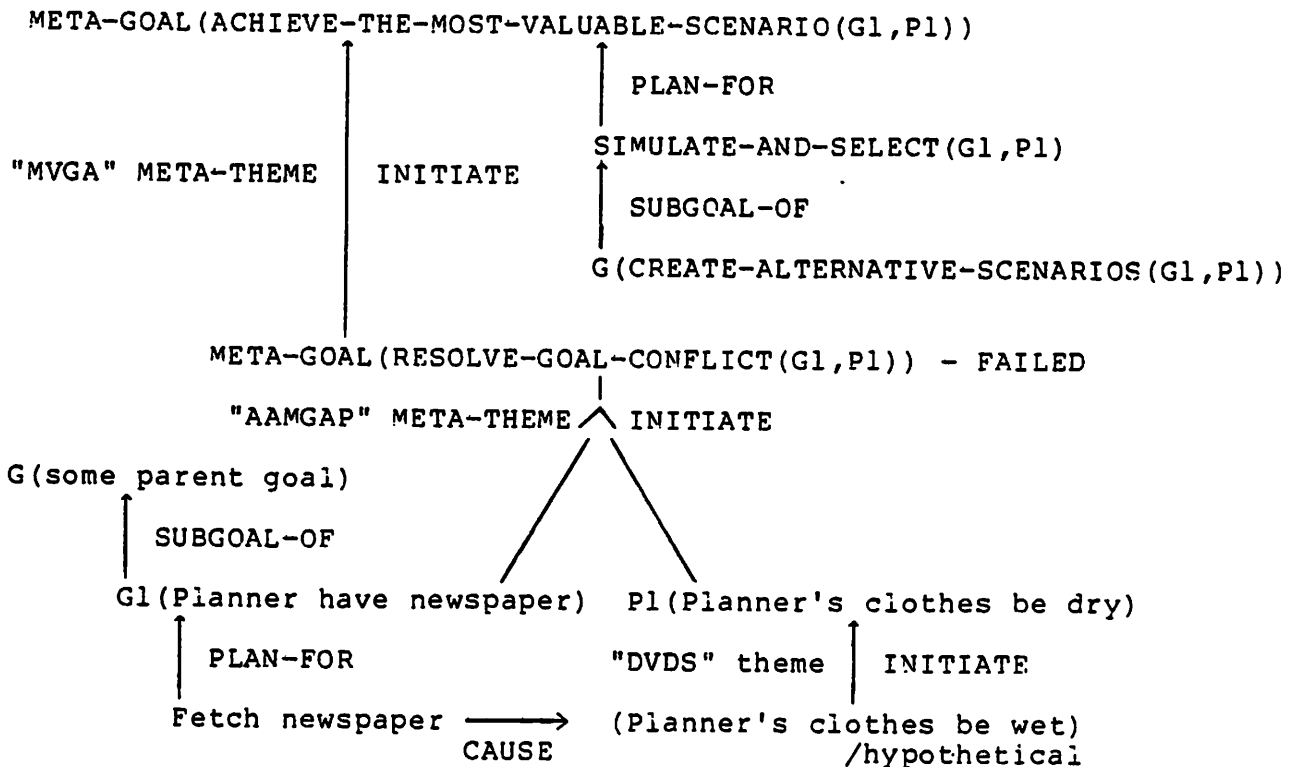 META-GOAL(ACHIEVE-THE-MOST-VALUABLE-SCENARIO(G1,P1))
PLAN-FOR
SIMULATE-AND-SELECT(G1,P1)
"MVGA" META-THEME INITIATE
SUBGOAL-OF
G(CREATE-ALTERNATIVE-SCENARIOS(G1,P1))
META-GOAL(RESOLVE-GOAL-CONFLICT(G1,P1)) - FAILED
"AAMGAP" META-THEME INITIATE
G(some parent goal)
SUBGOAL-OF
G1(Planner have newspaper) P1(Planner's clothes be dry)
PLAN-FOR "DVDS" theme INITIATE
Fetch newspaper (Planner's clothes be wet)
CAUSE /hypothetical